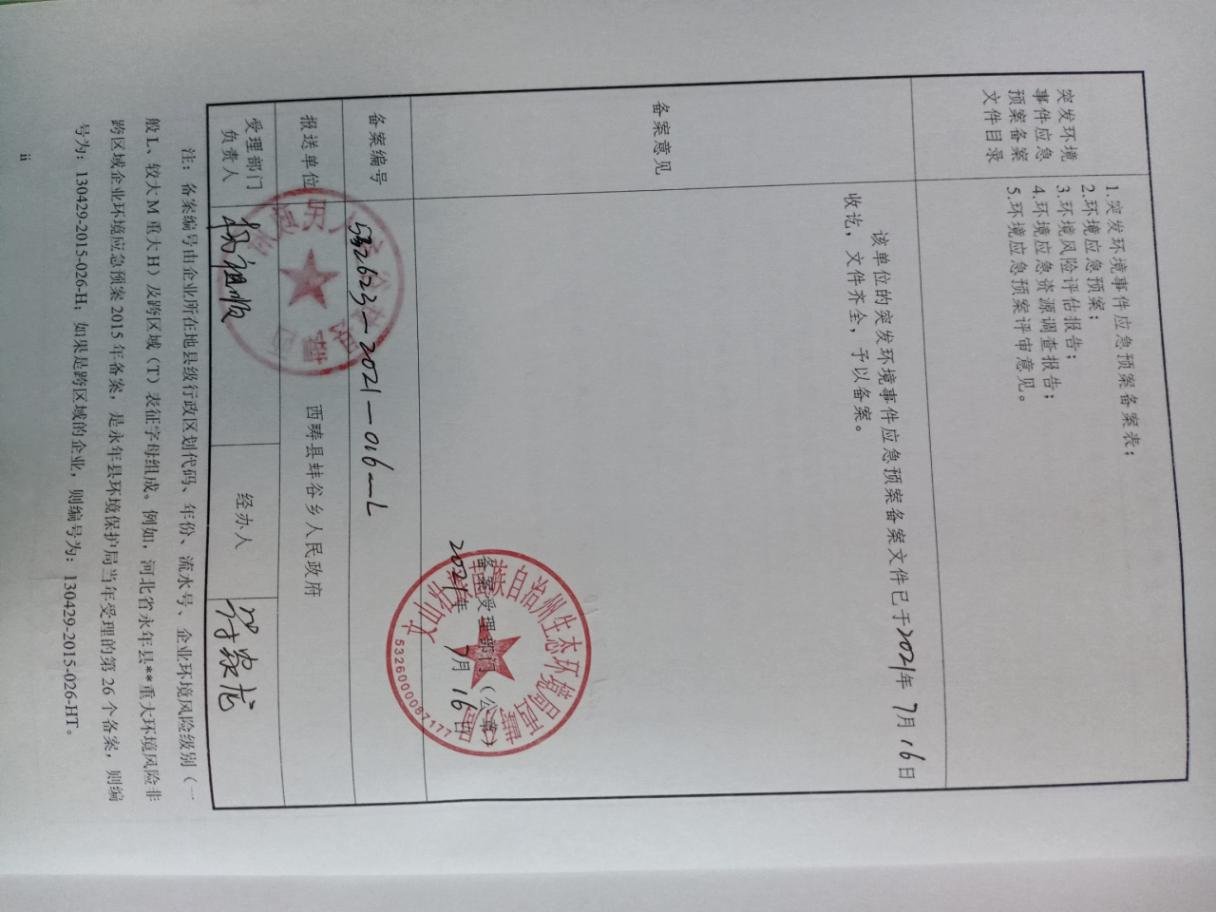 突发环境
事件应急
预案备案
文件目录
1.突发环境事件应急预案备案表；
2.环境应急预案；
3.环境风险评估报告；
4.环境应急资源调查报告；
5.环境应急预案评审意见。
备案意见
该单位的突发环境事件应急预案备案文件已于2021年7月16日
收讫，文件齐全，予以备案。
备案受理部门（公章）
2021年7月16日
文山壮族苗族自治州生态环境局西畴分局
5326000087177
备案编号
532623—2021—016—L
报送单位
西畴县蚌谷乡人民政府
受理部门
负责人
杨祖顺
经办人
注：备案编号由企业所在地县级行政区划代码、年份、流水号、企业环境风险级别（一
般L、较大M 重大H）及跨区域（T）表征字母组成。例如，河北省永年县**重大环境风险非
跨区域企业环境应急预案 2015 年备案，是永年县环境保护局当年受理的第 26 个备案，则编
号为：130429-2015-026-H，如果是跨区域的企业，则编号为：130429-2015-026-HT。
ii